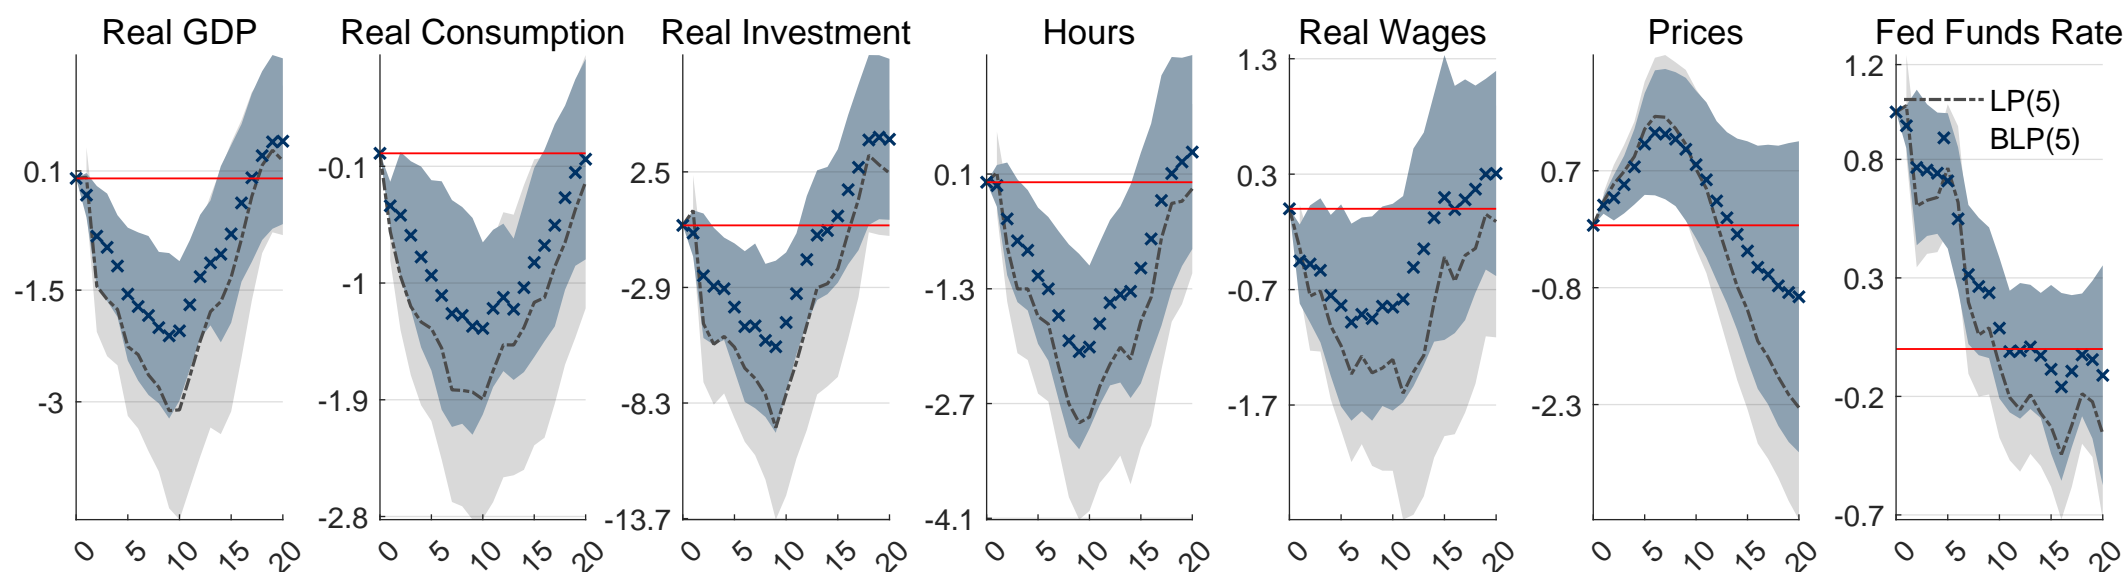 Real GDP
0.1
-1.5
-3
0 5 10 15 20
Real Consumption
-0.1
-1
-1.9
-2.8
0 5 10 15 20
Real Investment
2.5
-2.9
-8.3
-13.7
0 5 10 15 20
Hours
0.1
-1.3
-2.7
-4.1
0 5 10 15 20
Real Wages
1.3
0.3
-0.7
-1.7
0 5 10 15 20
Prices
0.7
-0.8
-2.3
0 5 10 15 20
Fed Funds Rate
1.2
0.8
0.3
-0.2
-0.7
LP(5)
BLP(5)
0 5 10 15 20